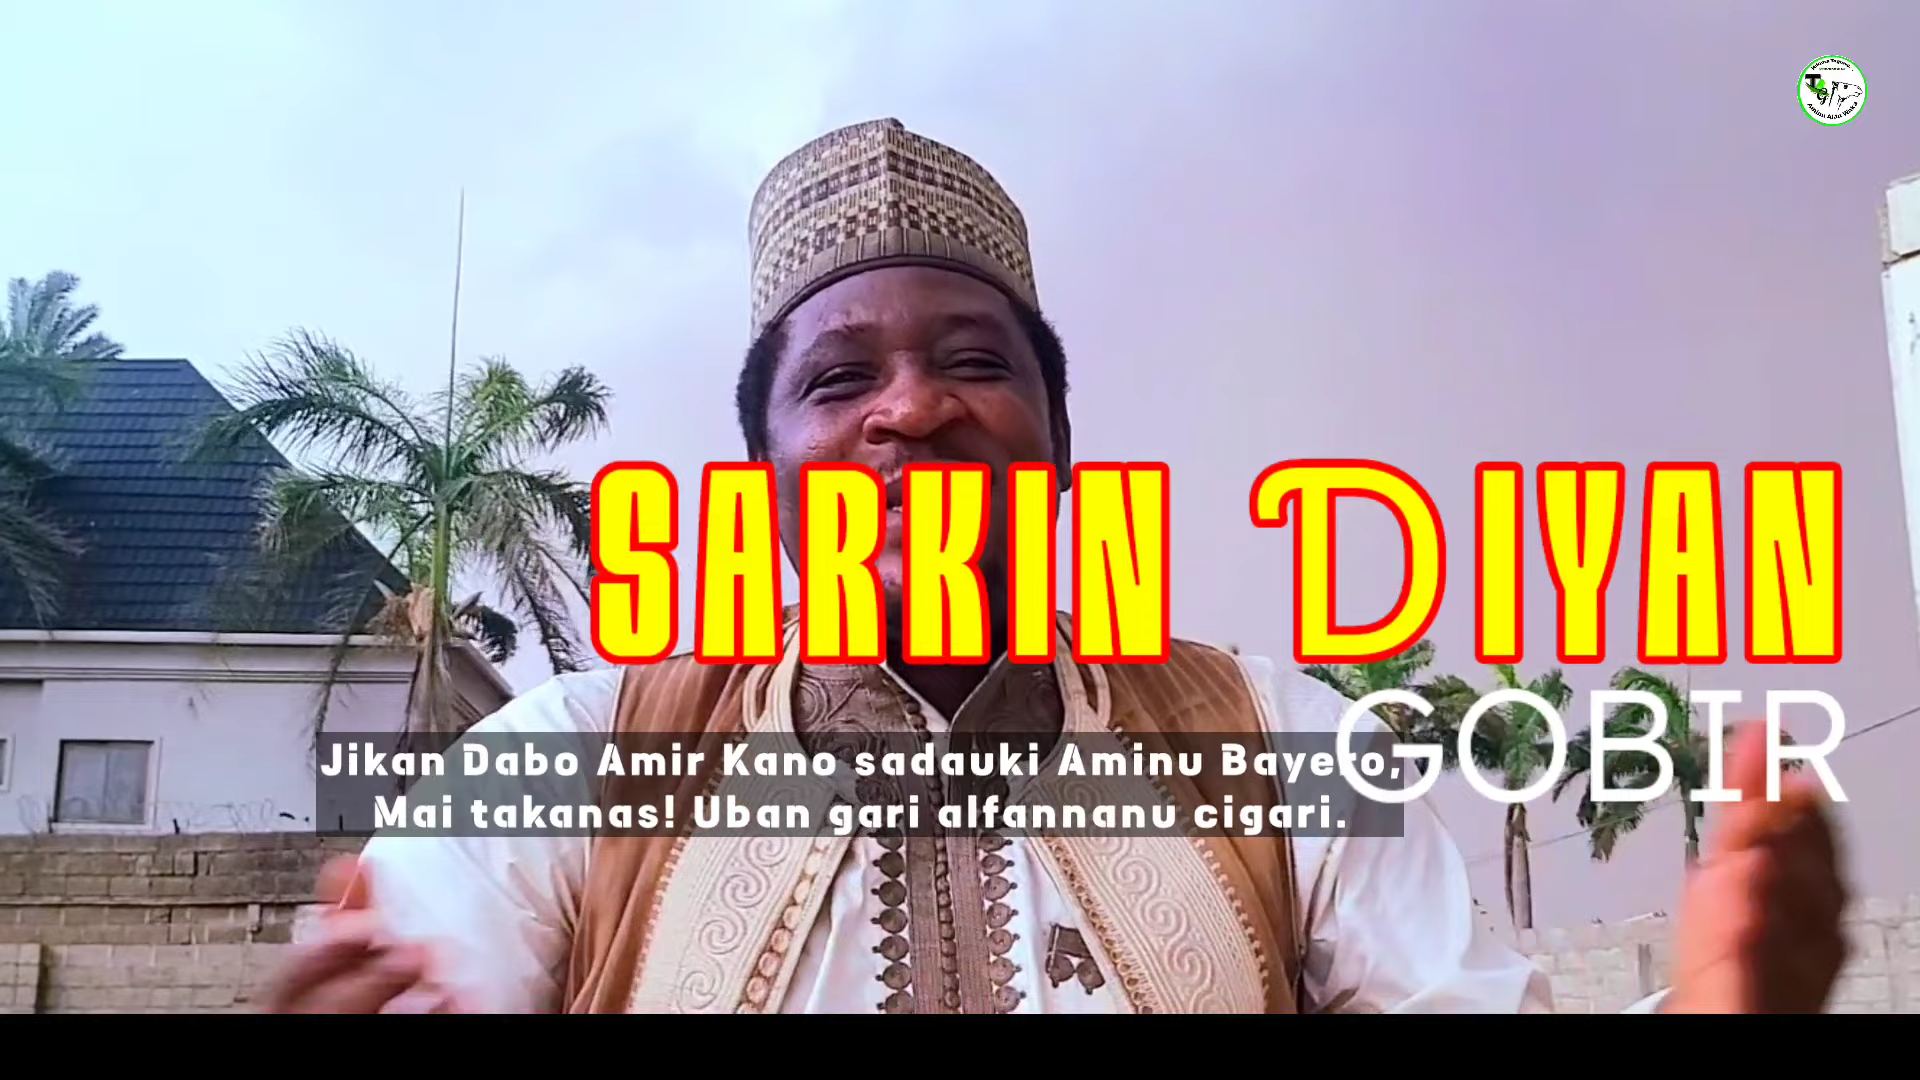 SARKIN DIYAN
GOBIR
Jikan Dabo Amir Kano sadauki Aminu Bayero,
Mai takanas! Uban gari alfannanu cigari.